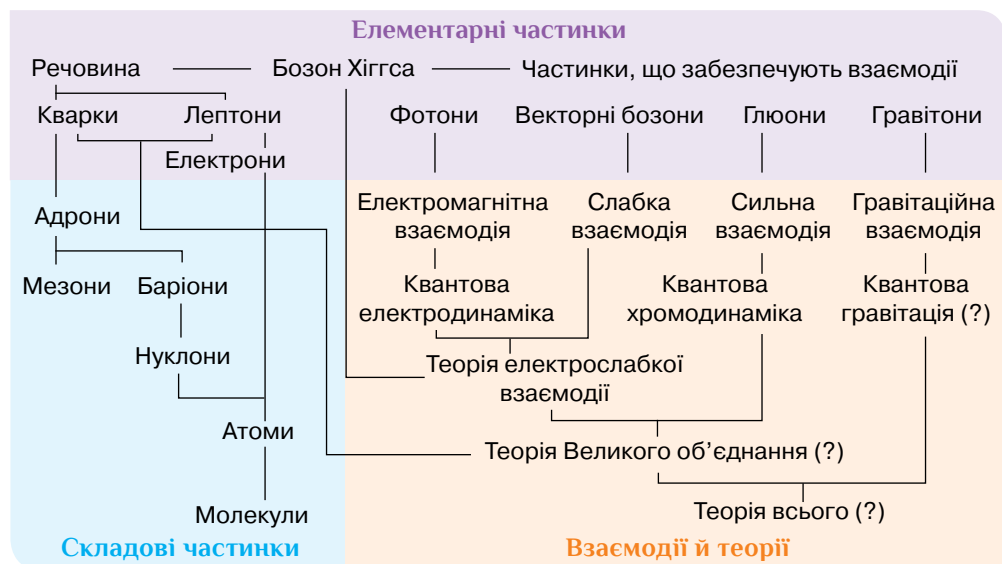 Елементарні частинки
Речовина Бозон Хіггса Частинки, що забезпечують взаємодії
Кварки Лептони Фотони Векторні бозони Глюони Гравітони
Електрони
Адрони
Електромагнітна взаємодія
Слабка взаємодія
Сильна взаємодія
Гравітаційна взаємодія
Мезони Баріони
Квантова електродинаміка
Квантова хромодинаміка
Квантова гравітація (?)
Нуклони
Теорія електрослабкої
взаємодії
Атоми
Теорія Великого об’єднання (?)
Молекули
Теорія всього (?)
Складові частинки
Взаємодії й теорії